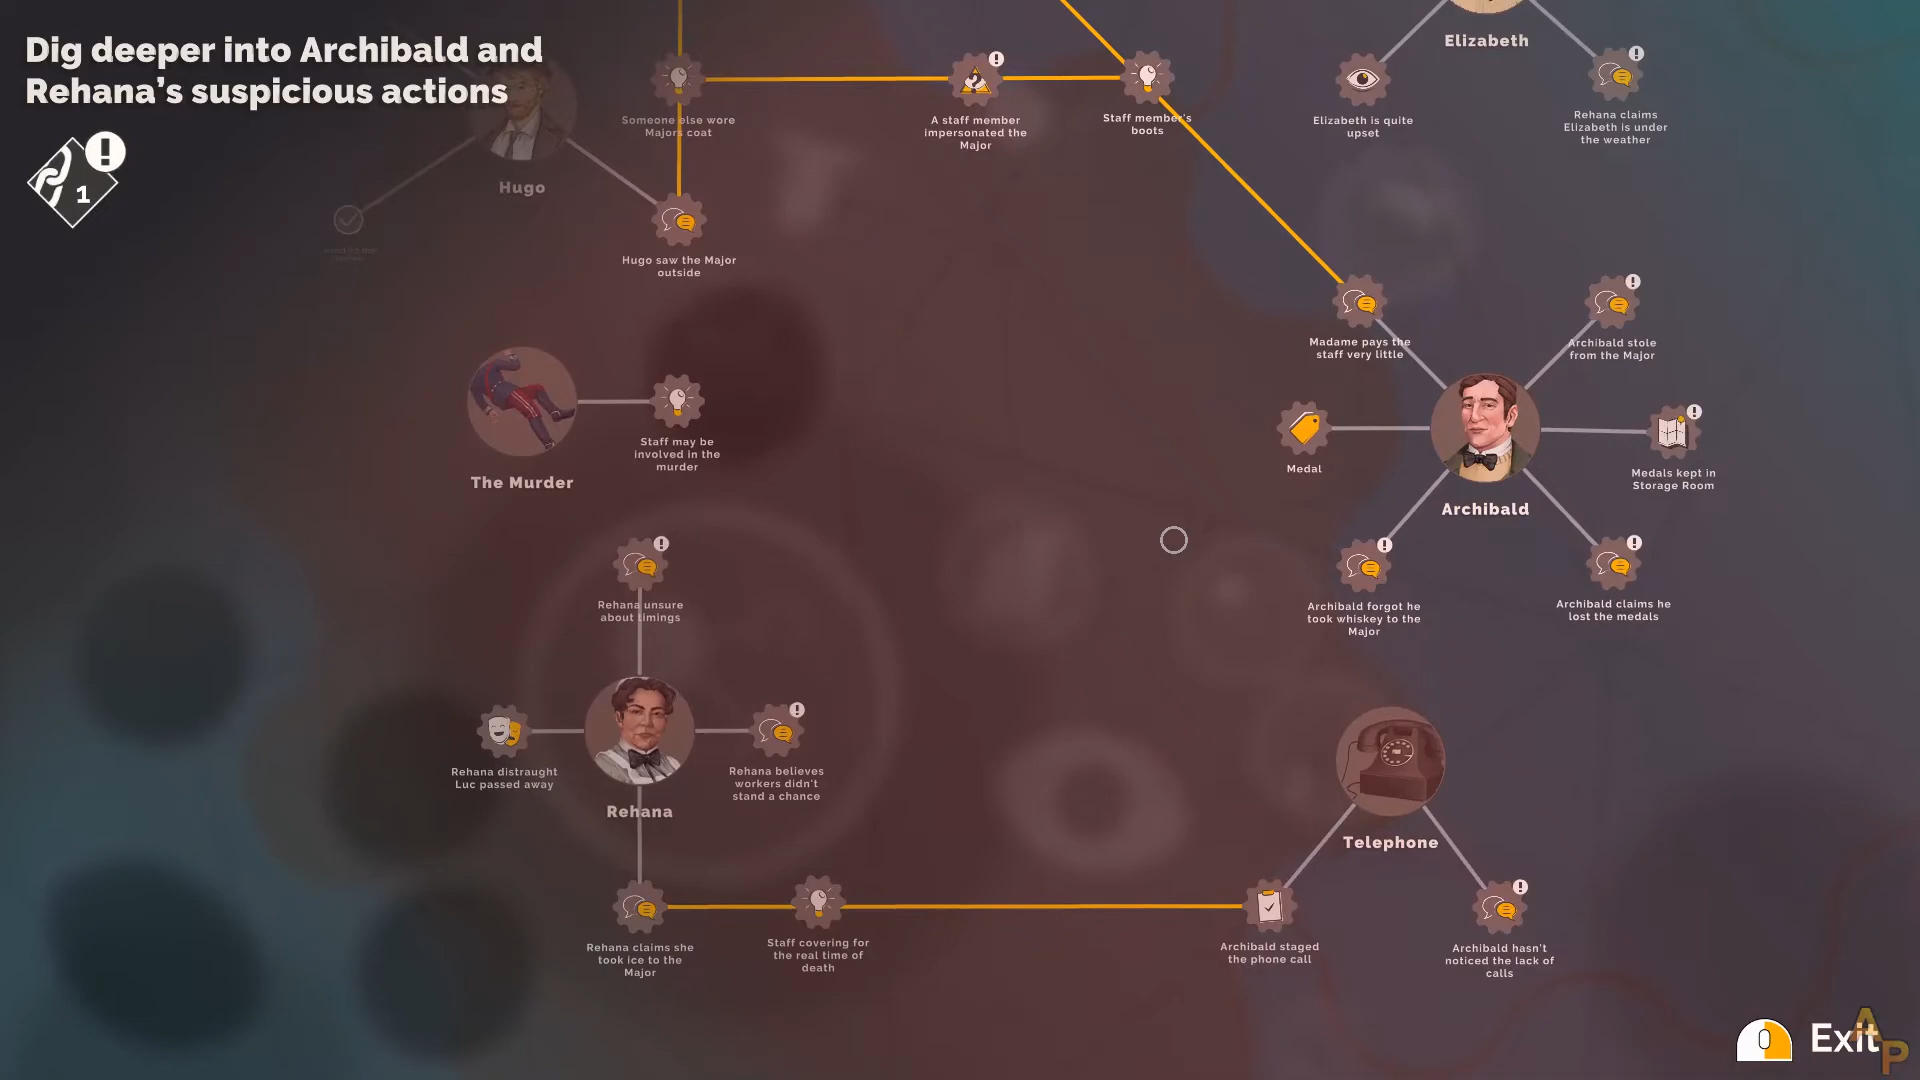 Dig deeper into Archibald and
Rehana's suspicious actions
1
Hugo
Someone else wore
Majors coat
A staff member
impersonated the
Major
Staff member's
boots
Elizabeth
Elizabeth is quite
upset
Rehana claims
Elizabeth is under
the weather
Hugo saw the Major
outside
The Murder
Staff may be
involved in the
murder
Madame pays the
staff very little
Archibald stole
from the Major
Medal
Archibald
Medals kept in
Storage Room
Archibald forgot he
took whiskey to the
Major
Archibald claims he
lost the medals
Rehana unsure
about timings
Rehana distraught
Luc passed away
Rehana
Rehana believes
workers didn't
stand a chance
Telephone
Rehana claims she
took ice to the
Major
Staff covering for
the real time of
death
Archibald staged
the phone call
Archibald hasn't
noticed the lack of
calls
Exit
AP